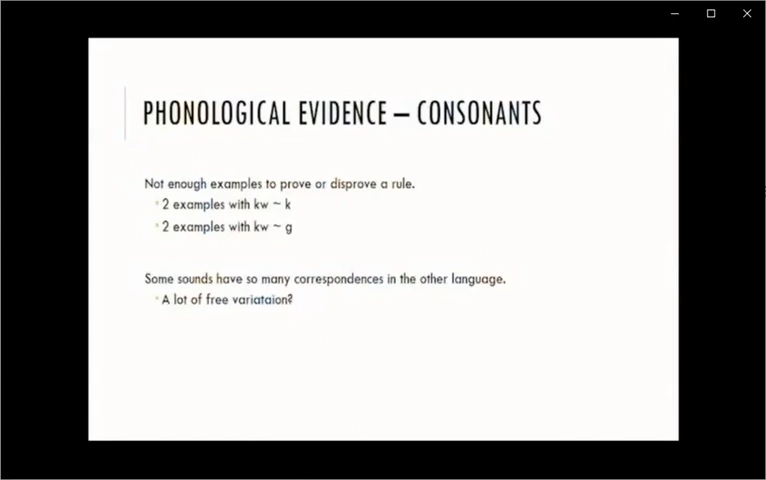 PHONOLOGICAL EVIDENCE – CONSONANTS
Not enough examples to prove or disprove a rule.
2 examples with kw ~ k
2 examples with kw ~ g
Some sounds have so many correspondences in the other language.
A lot of free variataion?